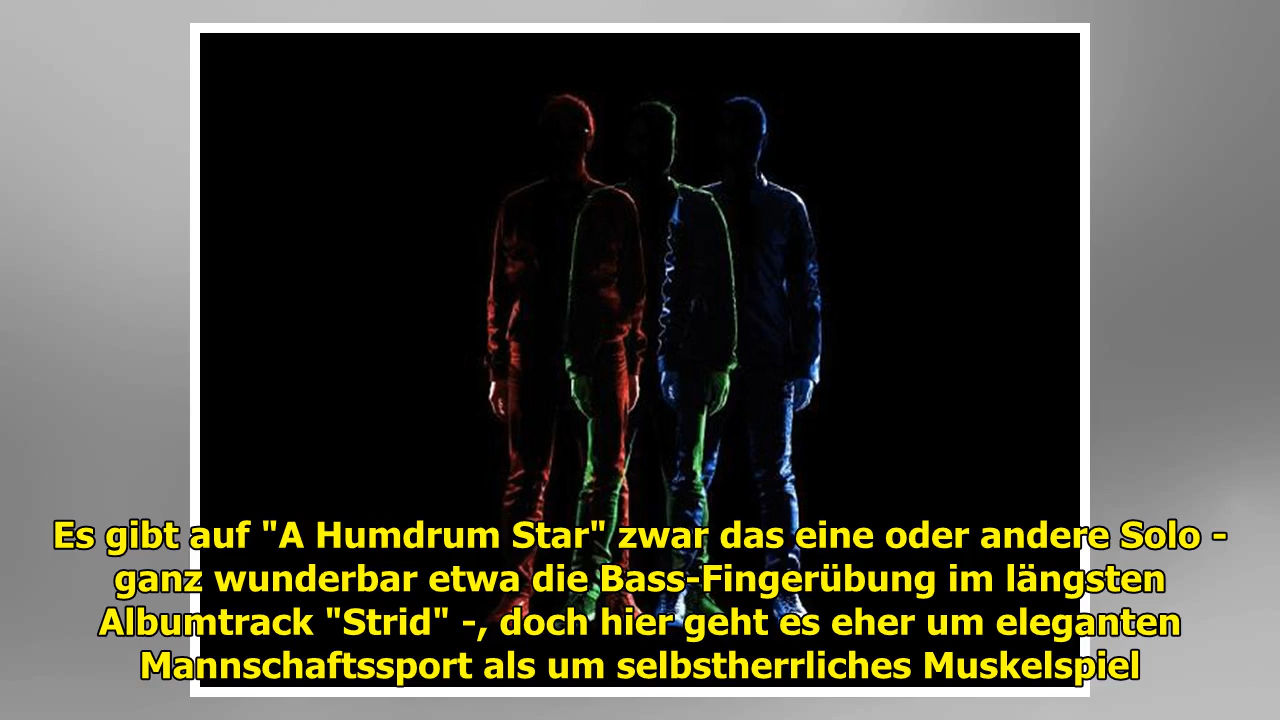 Es gibt auf "A Humdrum Star" zwar das eine oder andere Solo -
ganz wunderbar etwa die Bass-Fingerübung im längsten
Albumtrack "Strid" -, doch hier geht es eher um eleganten
Mannschaftssport als um selbstherrliches Muskelspiel